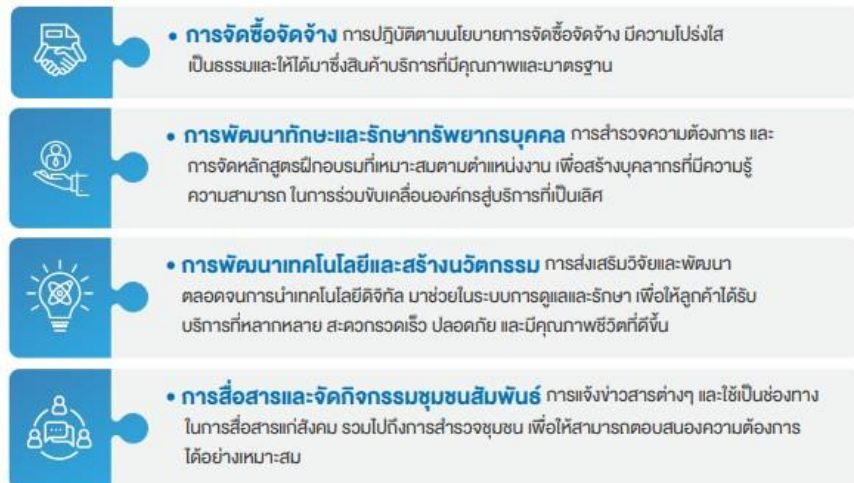 • การจัดซื้อจัดจ้าง การปฏิบัติตามนโยบายการจัดซื้อจัดจ้าง มีความโปร่งใส
เป็นธรรมและให้ได้มาซึ่งสินค้าบริการที่มีคุณภาพและมาตรฐาน
• การพัฒนาทักษะและรักษาทรัพยากรบุคคล การสำรวจความต้องการ และ
การจัดหลักสูตรฝึกอบรมที่เหมาะสมตามตำแหน่งงาน เพื่อสร้างบุคลากรที่มีความรู้
ความสามารถ ในการร่วมขับเคลื่อนองค์กรสู่บริการที่เป็นเลิศ
• การพัฒนาเทคโนโลยีและสร้างนวัตกรรม การส่งเสริมวิจัยและพัฒนา
ตลอดจนการนำเทคโนโลยีดิจิทัล มาช่วยในระบบการดูแลและรักษา เพื่อให้ลูกค้าได้รับ
บริการที่หลากหลาย สะดวกรวดเร็ว ปลอดภัย และมีคุณภาพชีวิตที่ดีขึ้น
• การสื่อสารและจัดกิจกรรมชุมชนสัมพันธ์ การแจ้งข่าวสารต่างๆ และใช้เป็นช่องทาง
ในการสื่อสารแก่สังคม รวมไปถึงการสำรวจชุมชน เพื่อให้สามารถตอบสนองความต้องการ
ได้อย่างเหมาะสม